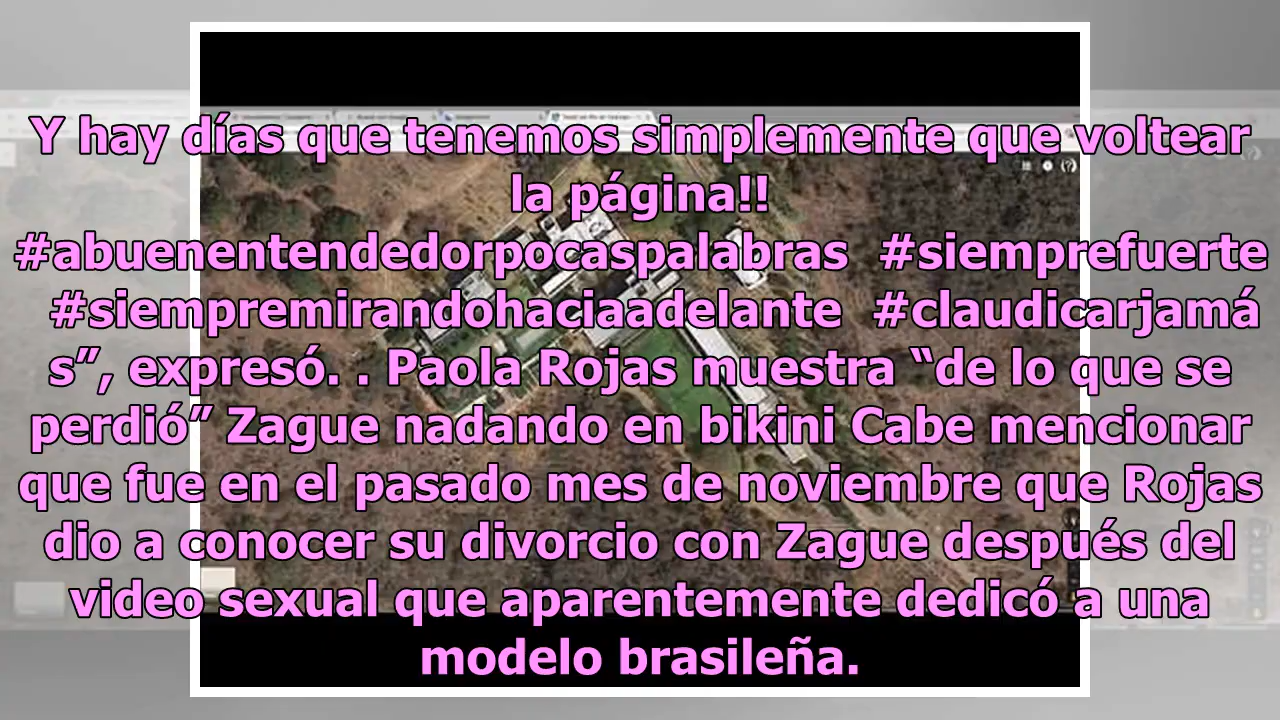 Y hay días que tenemos simplemente que voltear
la página!!
#abuenentendedorpocaspalabras #siemprefuerte
#siempremirandohaciaadelante #claudicarjamá
s”, expresó. . Paola Rojas muestra “de lo que se
perdió” Zague nadando en bikini Cabe mencionar
que fue en el pasado mes de noviembre que Rojas
dio a conocer su divorcio con Zague después del
video sexual que aparentemente dedicó a una
modelo brasileña.